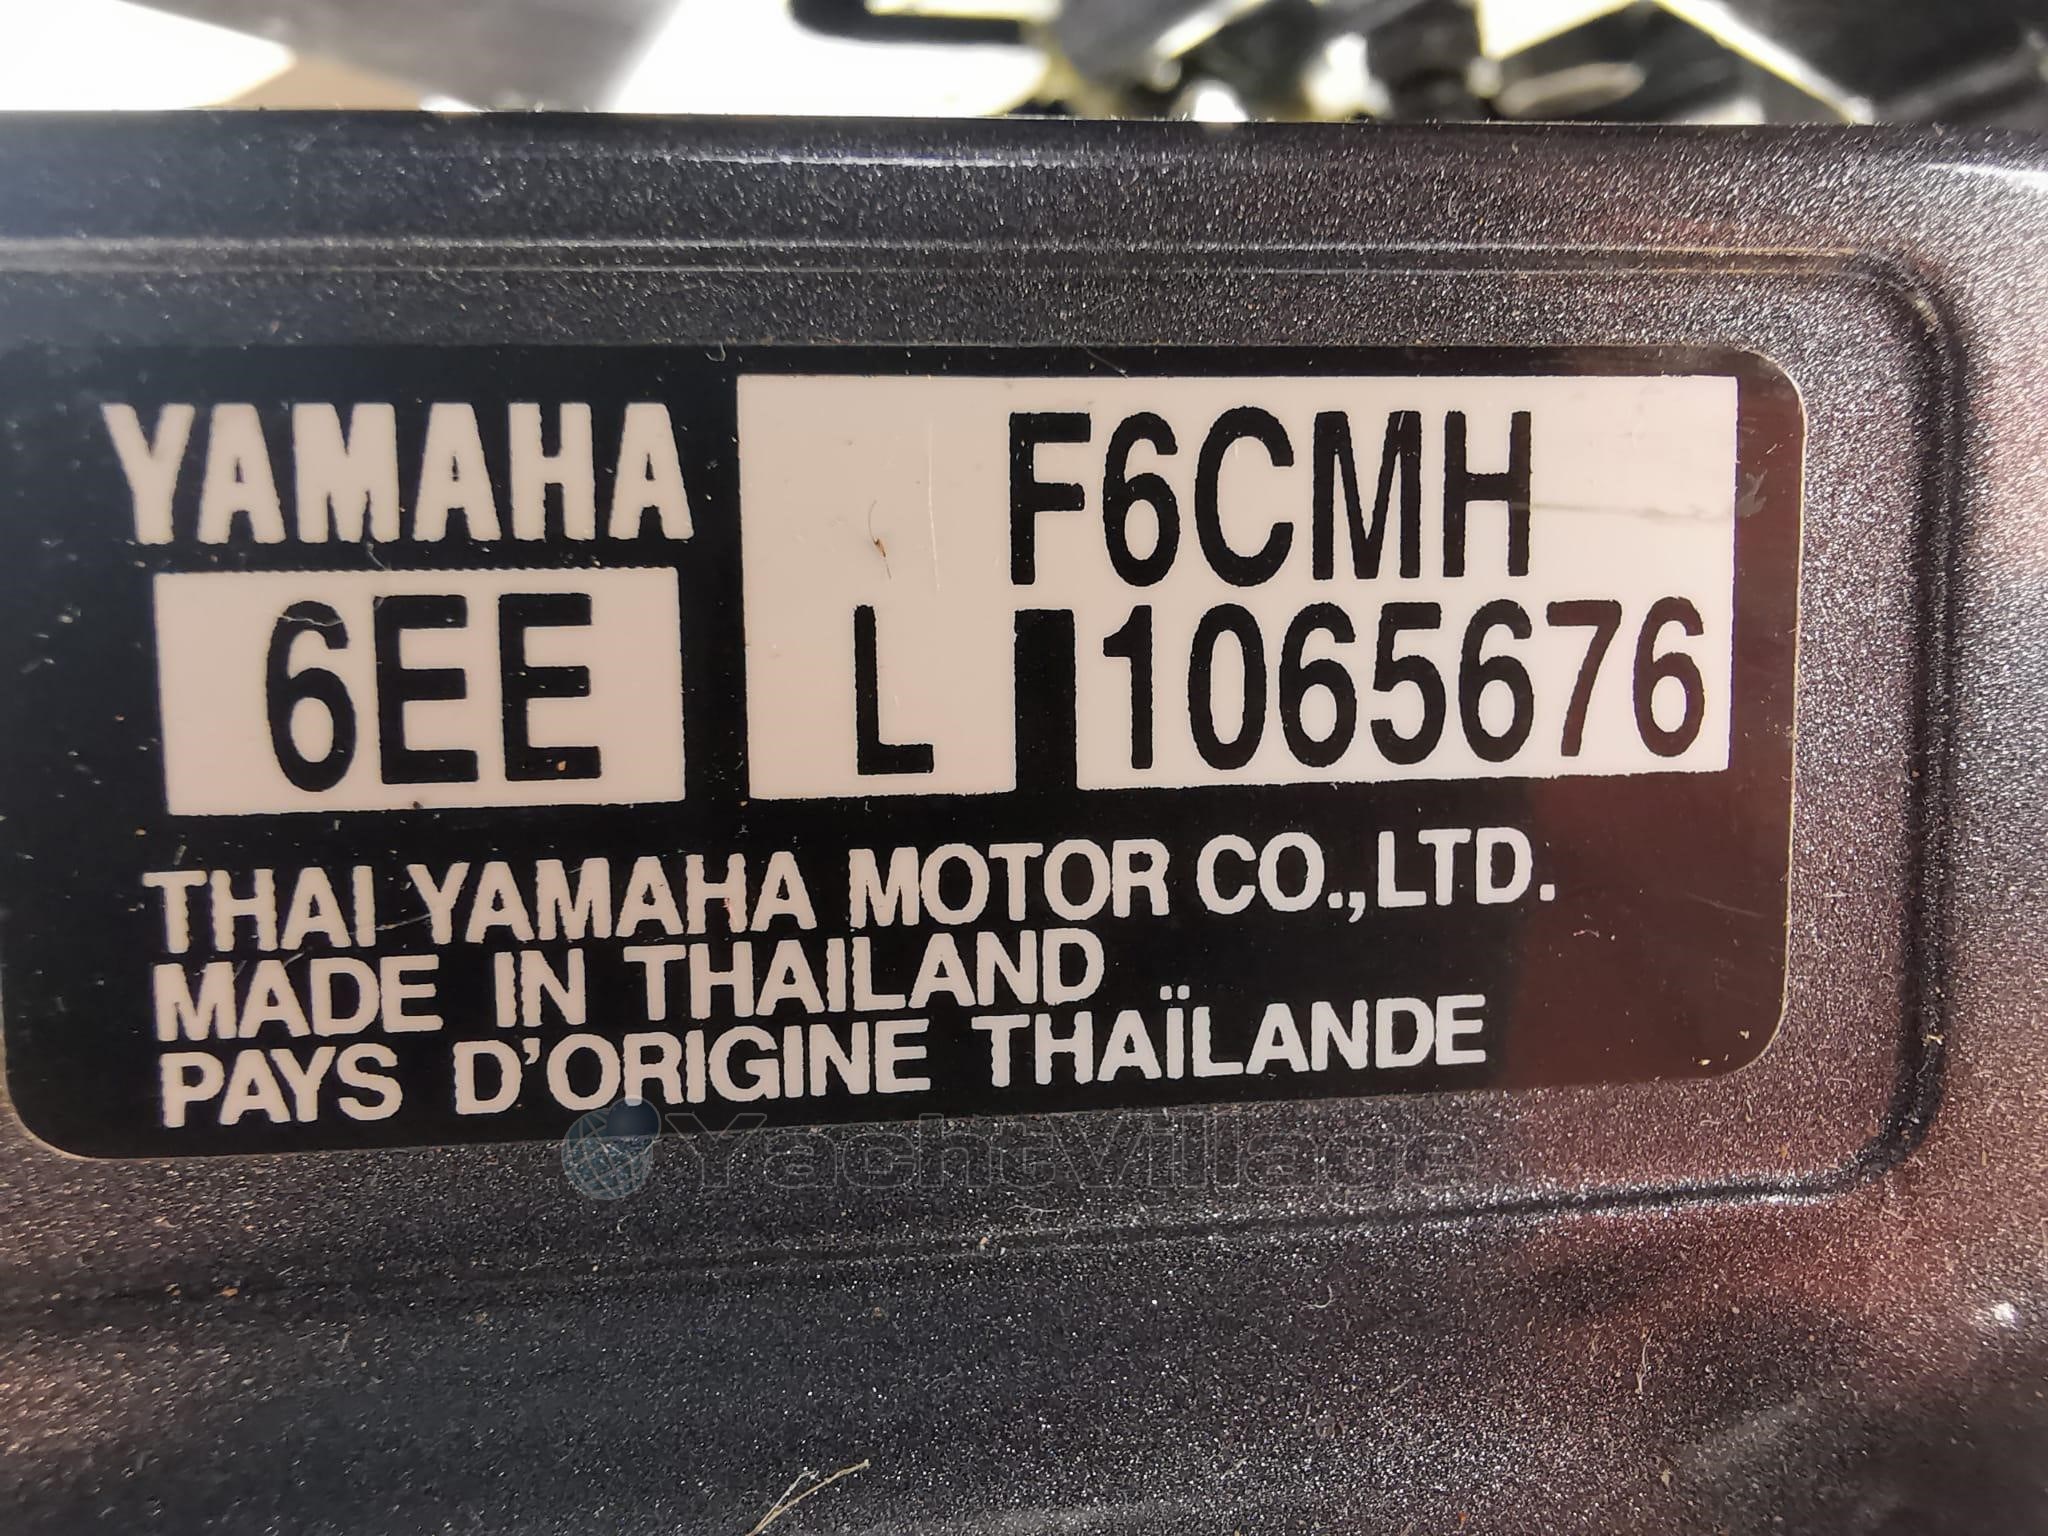 YAMAHA F6CMH
6EE L 1065676
THAI YAMAHA MOTOR CO.,LTD.
MADE IN THAILAND
PAYS D'ORIGINE THAÏLANDE
YachtVillage